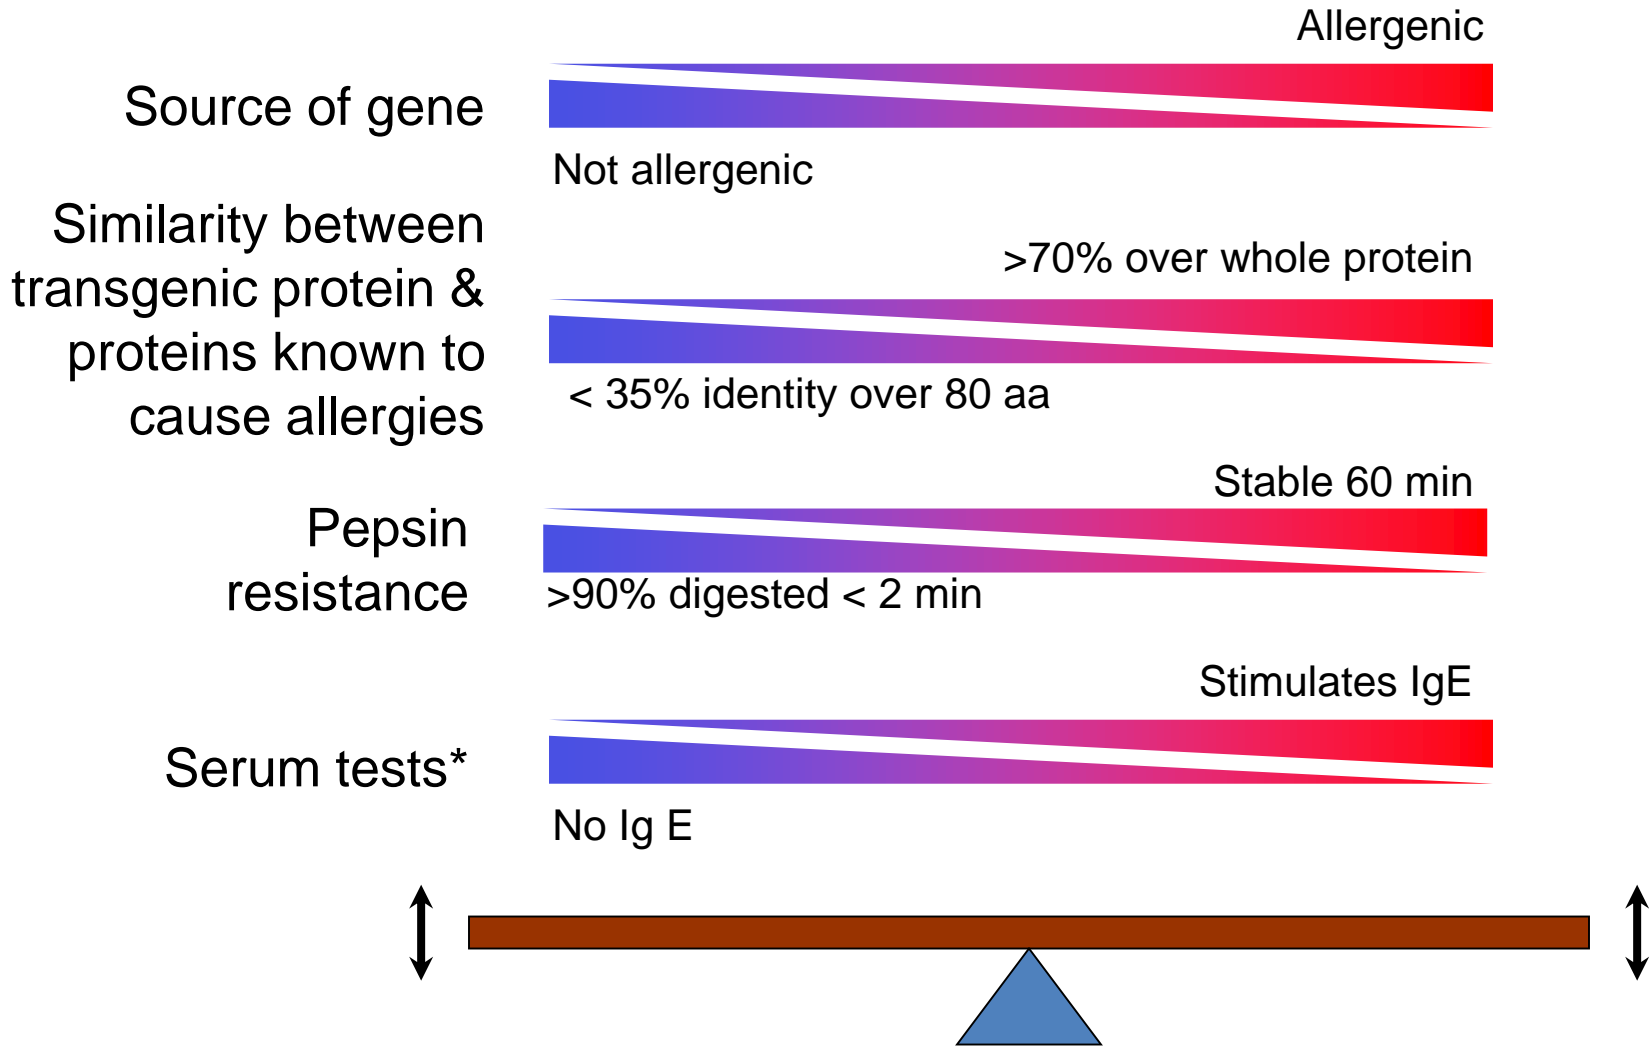 Allergenic
Source of gene
Not allergenic
Similarity between
transgenic protein &
proteins known to
cause allergies
>70% over whole protein
< 35% identity over 80 aa
Stable 60 min
Pepsin
resistance
>90% digested < 2 min
Stimulates IgE
Serum tests*
No Ig E